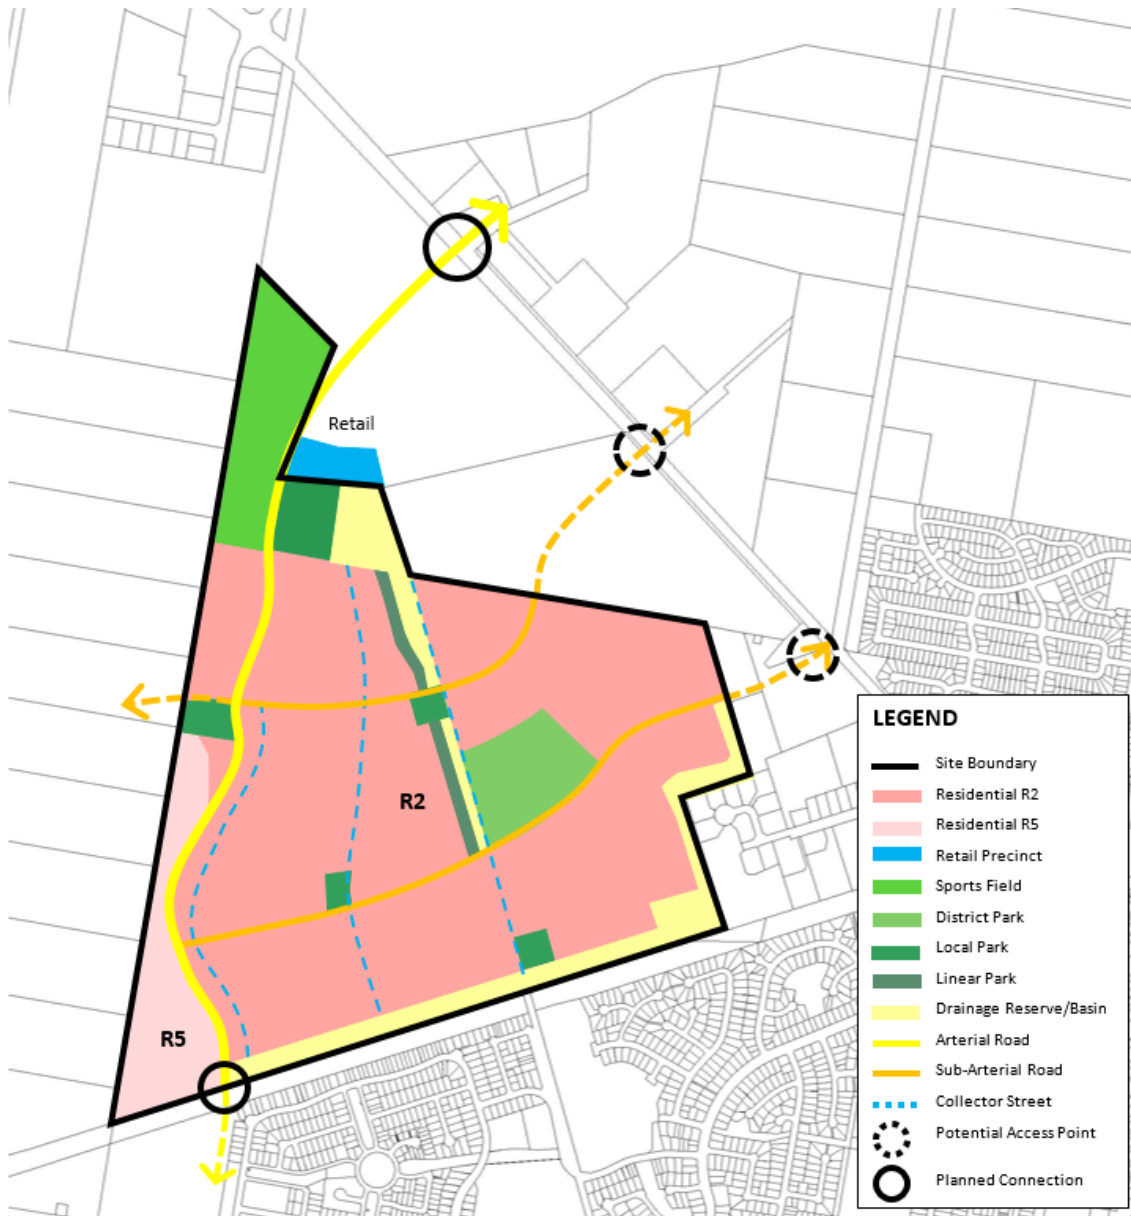 Retail
R2
R5
LEGEND
Site Boundary
Residential R2
Residential R5
Retail Precinct
Sports Field
District Park
Local Park
Linear Park
Drainage Reserve/Basin
Arterial Road
Sub-Arterial Road
Collector Street
Potential Access Point
Planned Connection